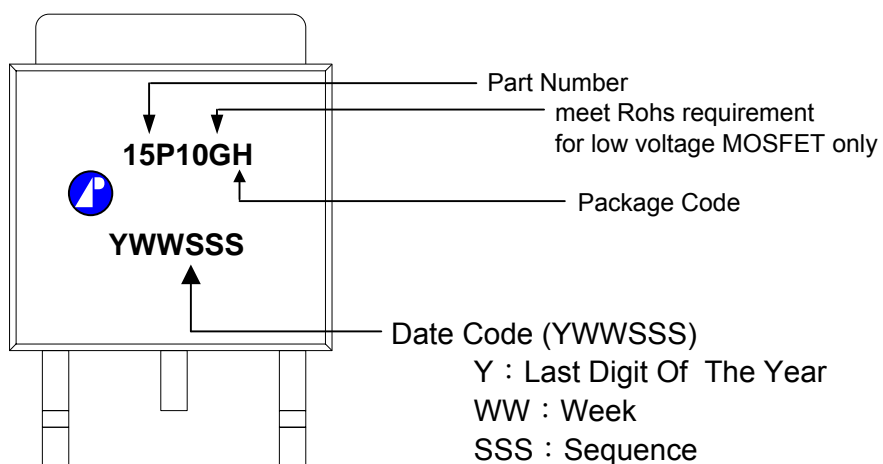 Part Number
meet Rohs requirement
for low voltage MOSFET only
15P10GH
Package Code
YWWSSS
Date Code (YWWSSS)
Y：Last Digit Of The Year
WW：Week
SSS：Sequence